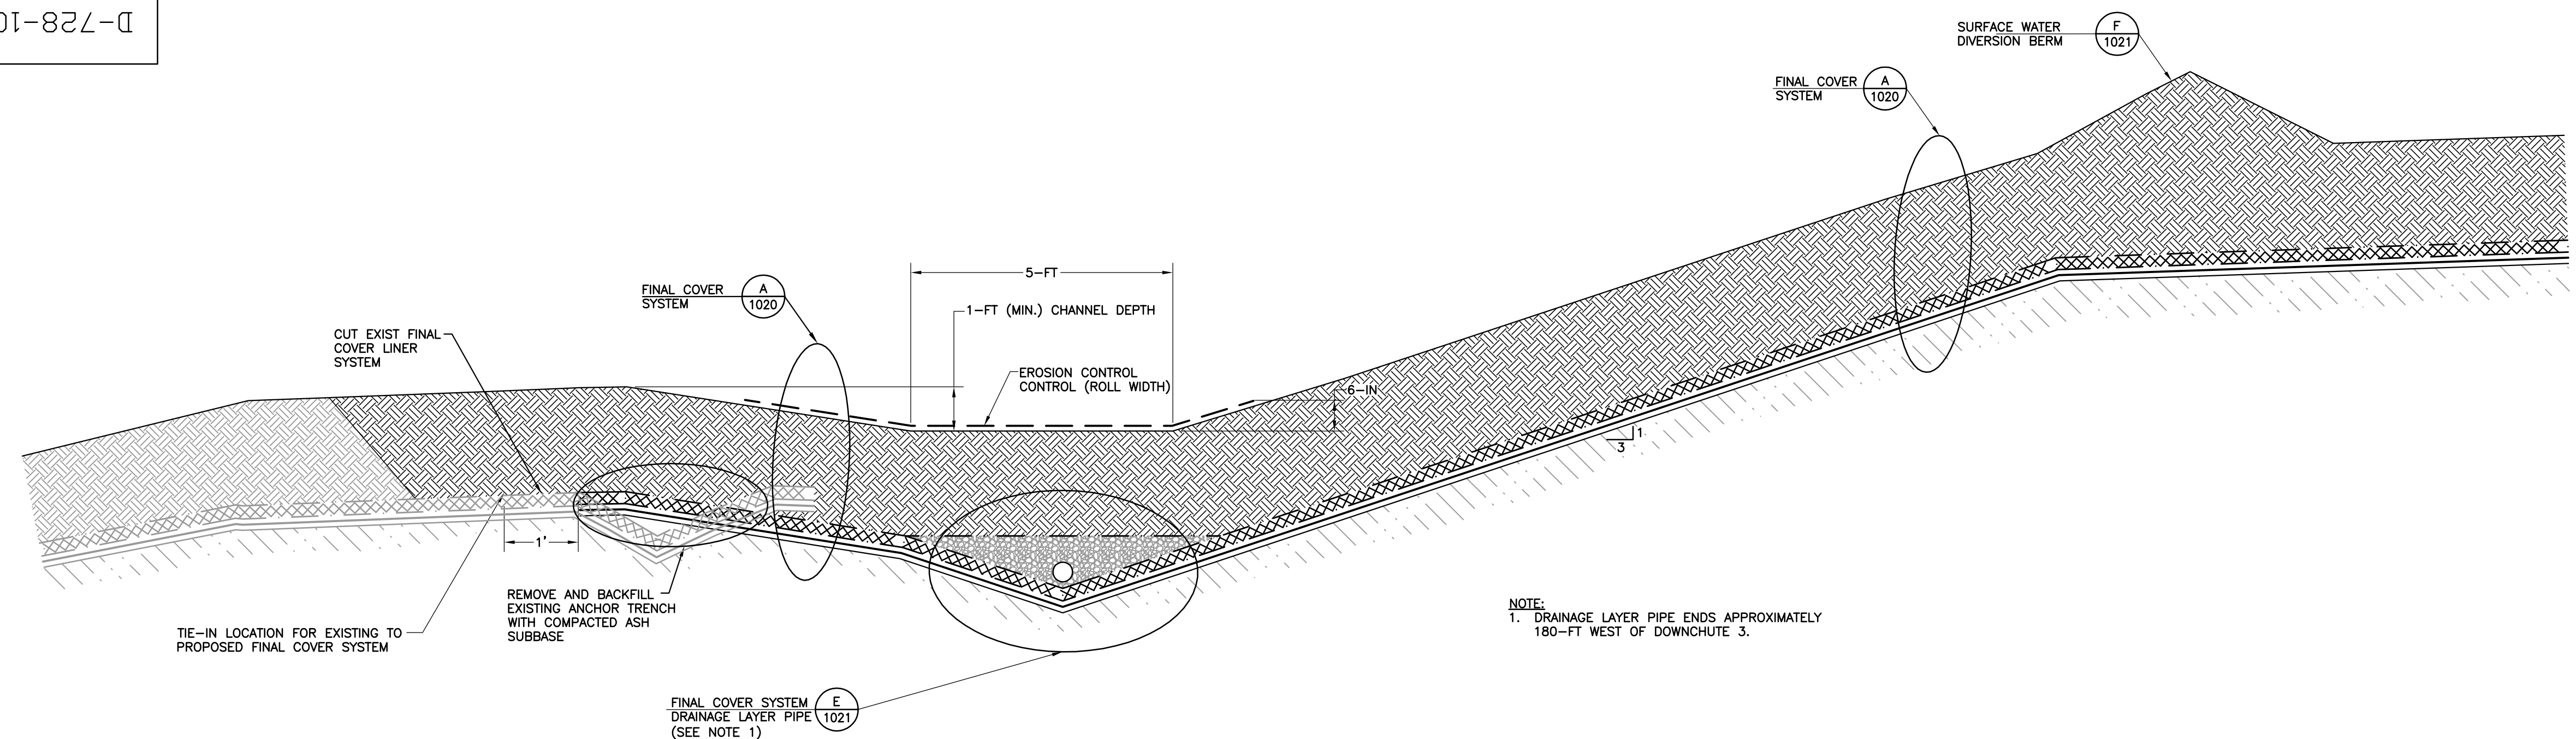 D-728-10
SURFACE WATER
DIVERSION BERM
F
1021
FINAL COVER
SYSTEM
A
1020
FINAL COVER
SYSTEM
A
1020
5-FT
1-FT (MIN.) CHANNEL DEPTH
CUT EXIST FINAL
COVER LINER
SYSTEM
EROSION CONTROL
CONTROL (ROLL WIDTH)
6-IN
1
3
1'
REMOVE AND BACKFILL
EXISTING ANCHOR TRENCH
WITH COMPACTED ASH
SUBBASE
TIE-IN LOCATION FOR EXISTING TO
PROPOSED FINAL COVER SYSTEM
NOTE:
1. DRAINAGE LAYER PIPE ENDS APPROXIMATELY
180-FT WEST OF DOWNCHUTE 3.
FINAL COVER SYSTEM
DRAINAGE LAYER PIPE
(SEE NOTE 1)
E
1021